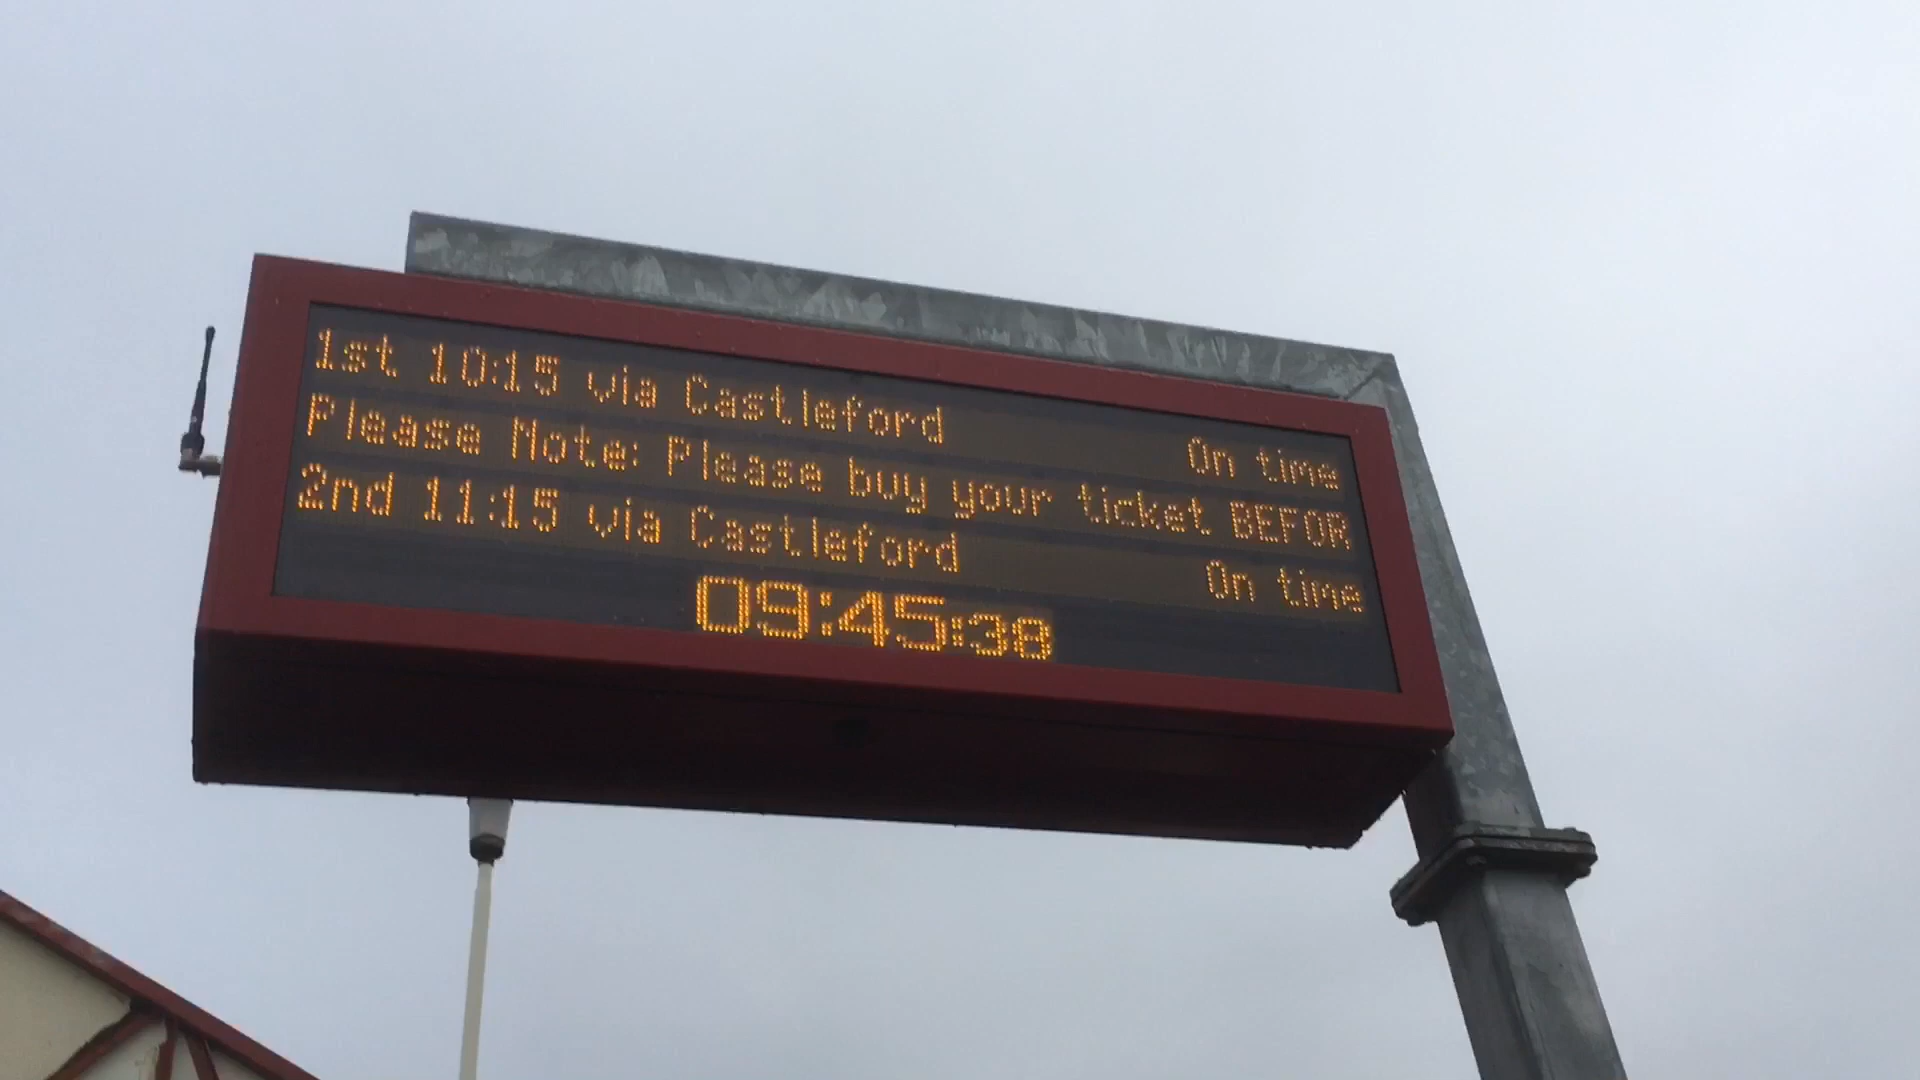 1st 10:15 via Castleford On time
Please Note: Please buy your ticket BEFOR
2nd 11:15 via Castleford On time
09:45:38